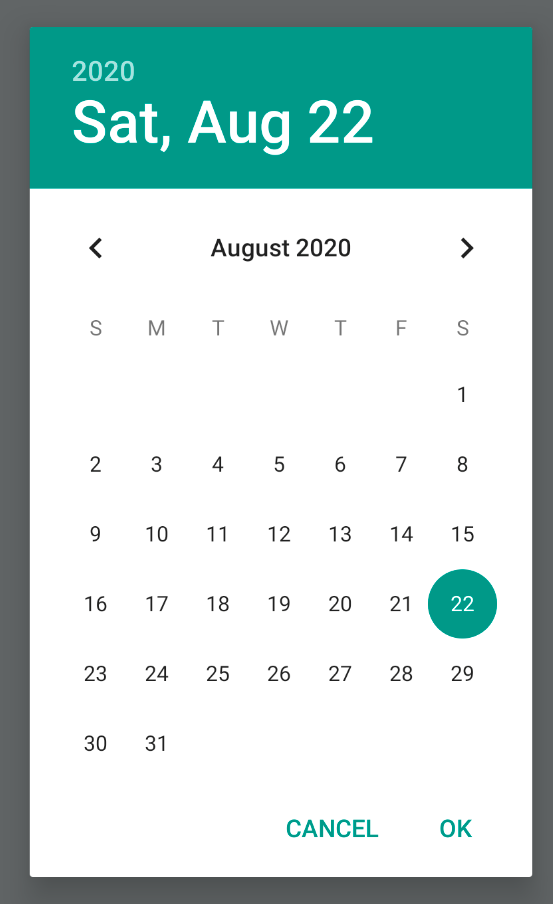 2020
Sat, Aug 22
August 2020
S M T W T F S
1
2 3 4 5 6 7 8
9 10 11 12 13 14 15
16 17 18 19 20 21 22
23 24 25 26 27 28 29
30 31
CANCEL OK